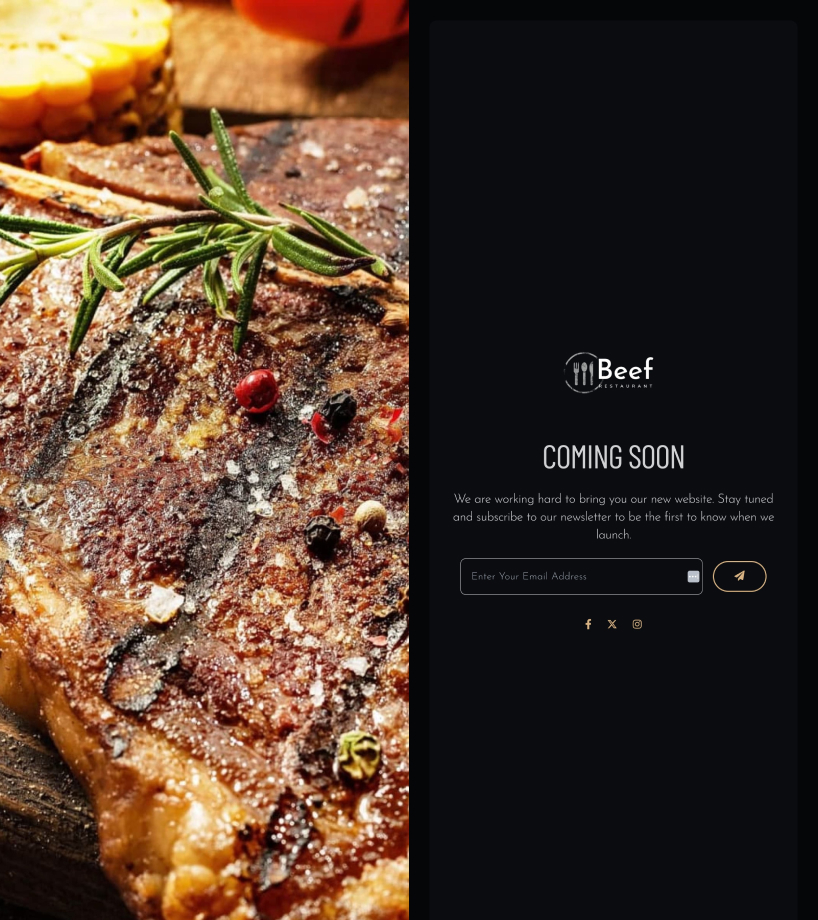 Beef
RESTAURANT
COMING SOON
We are working hard to bring you our new website. Stay tuned
and subscribe to our newsletter to be the first to know when we
launch.
Enter Your Email Address